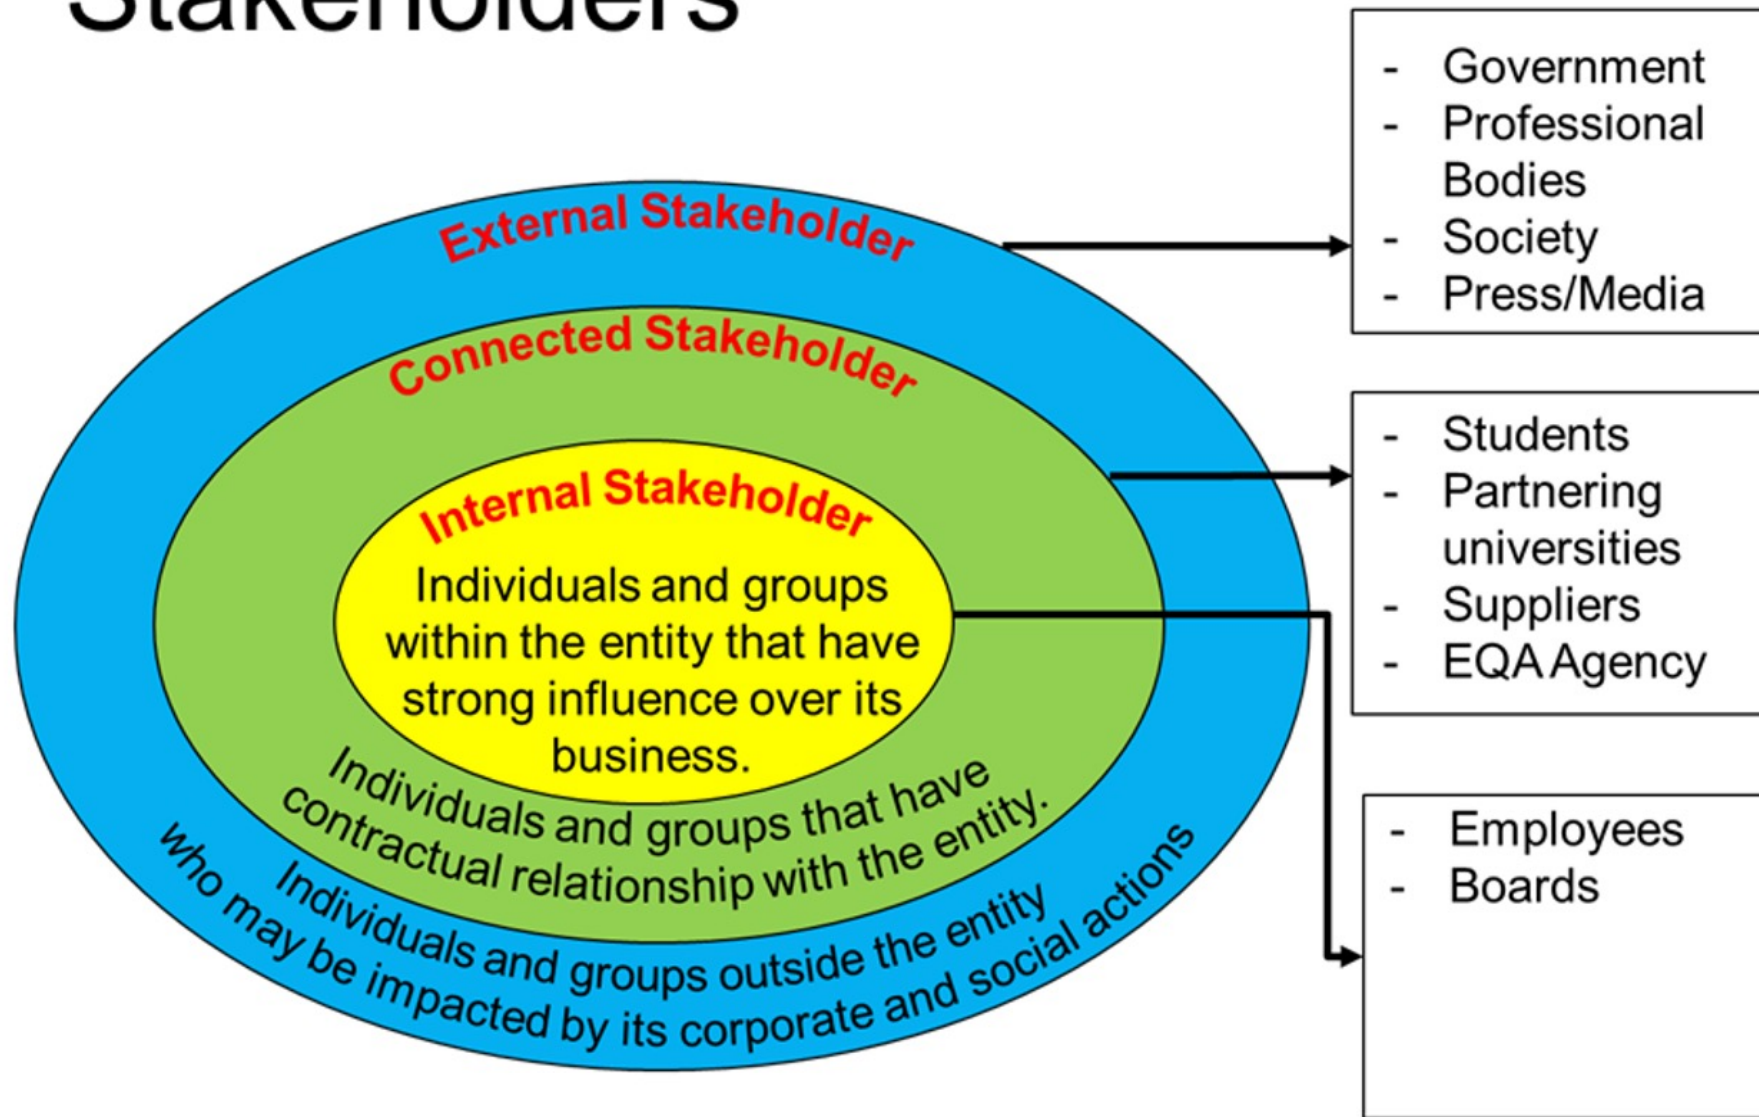 Stakeholders
External Stakeholder
Connected Stakeholder
Internal Stakeholder
Individuals and groups
within the entity that have
strong influence over its
business.
Individuals and groups that have
contractual relationship with the entity.
Individuals and groups outside the entity
who may be impacted by its corporate and social actions
- Government
- Professional
Bodies
- Society
- Press/Media
- Students
- Partnering
universities
- Suppliers
- EQA Agency
- Employees
- Boards